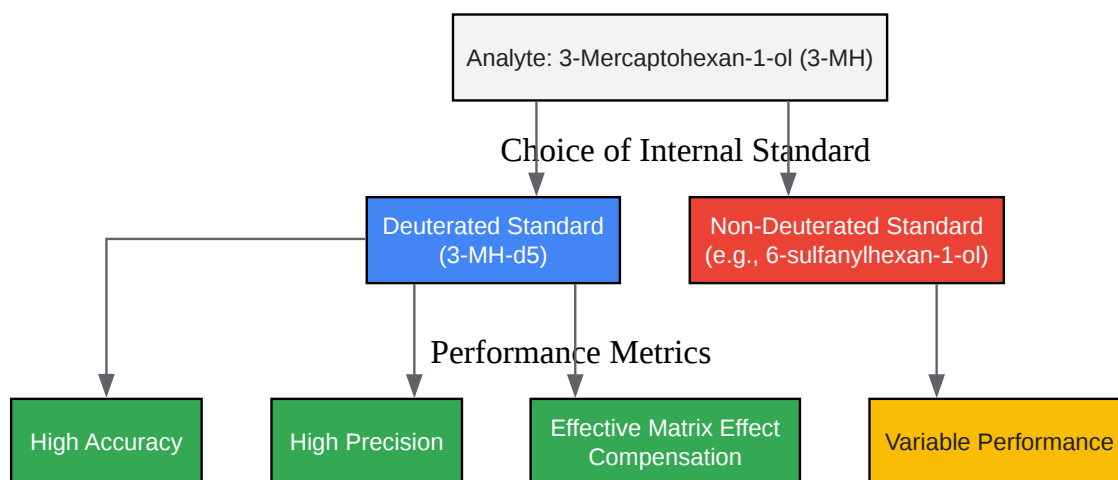 Analyte: 3-Mercaptohexan-1-ol (3-MH)
Choice of Internal Standard
Deuterated Standard
(3-MH-d5)
Non-Deuterated Standard
(e.g., 6-sulfanylhexan-1-ol)
Performance Metrics
High Accuracy
High Precision
Effective Matrix Effect
Compensation
Variable Performance